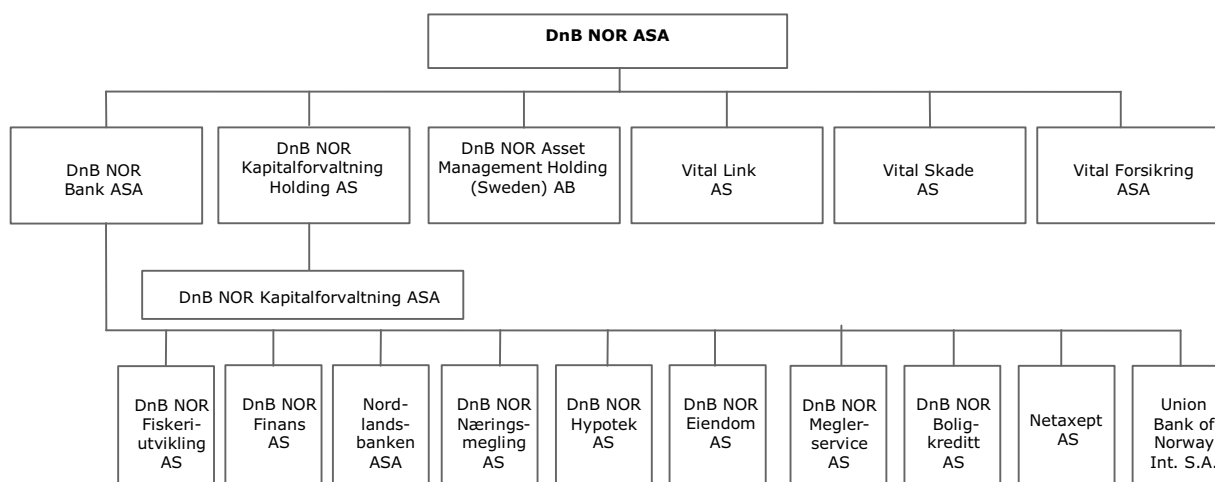 DnB NOR ASA
DnB NOR
Bank ASA
DnB NOR
Kapitalforvaltning
Holding AS
DnB NOR Asset
Management Holding
(Sweden) AB
Vital Link
AS
Vital Skade
AS
Vital Forsikring
ASA
DnB NOR Kapitalforvaltning ASA
DnB NOR
Fiskeri-
utvikling
AS
DnB NOR
Finans
AS
Nord-
lands-
banken
ASA
DnB NOR
Nærings-
megling
AS
DnB NOR
Hypotek
AS
DnB NOR
Eiendom
AS
DnB NOR
Megler-
service
AS
DnB NOR
Bolig-
kreditt
AS
Netaxept
AS
Union
Bank of
Norway
Int. S.A.